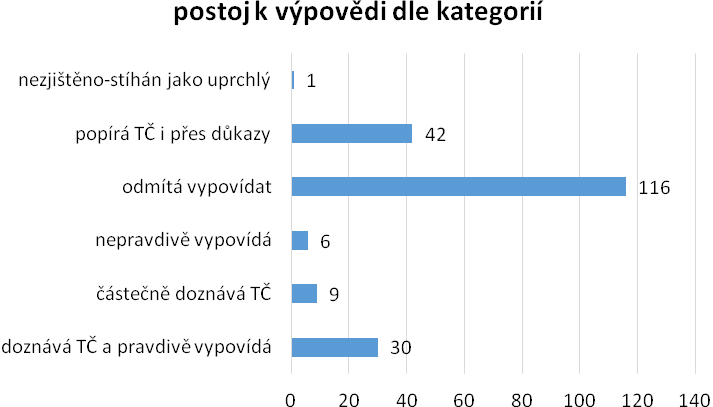 postoj k výpovědi dle kategorií
nezjištěno-stíhán jako uprchlý 1
popírá TČ i přes důkazy 42
odmítá vypovídat 116
nepravdivě vypovídá 6
částečně doznává TČ 9
doznává TČ a pravdivě vypovídá 30
0 20 40 60 80 100 120 140